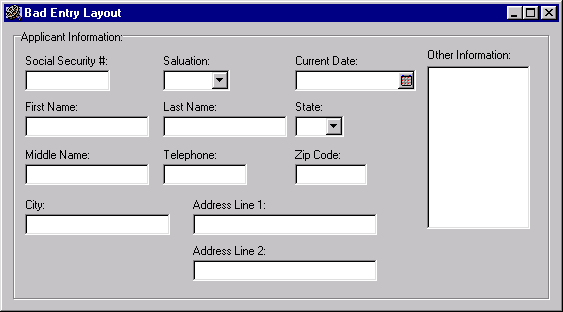 Bad Entry Layout
Applicant Information:
Social Security #:
Saluation:
Current Date:
Other Information:
First Name:
Last Name:
State:
Middle Name:
Telephone:
Zip Code:
City:
Address Line 1:
Address Line 2: